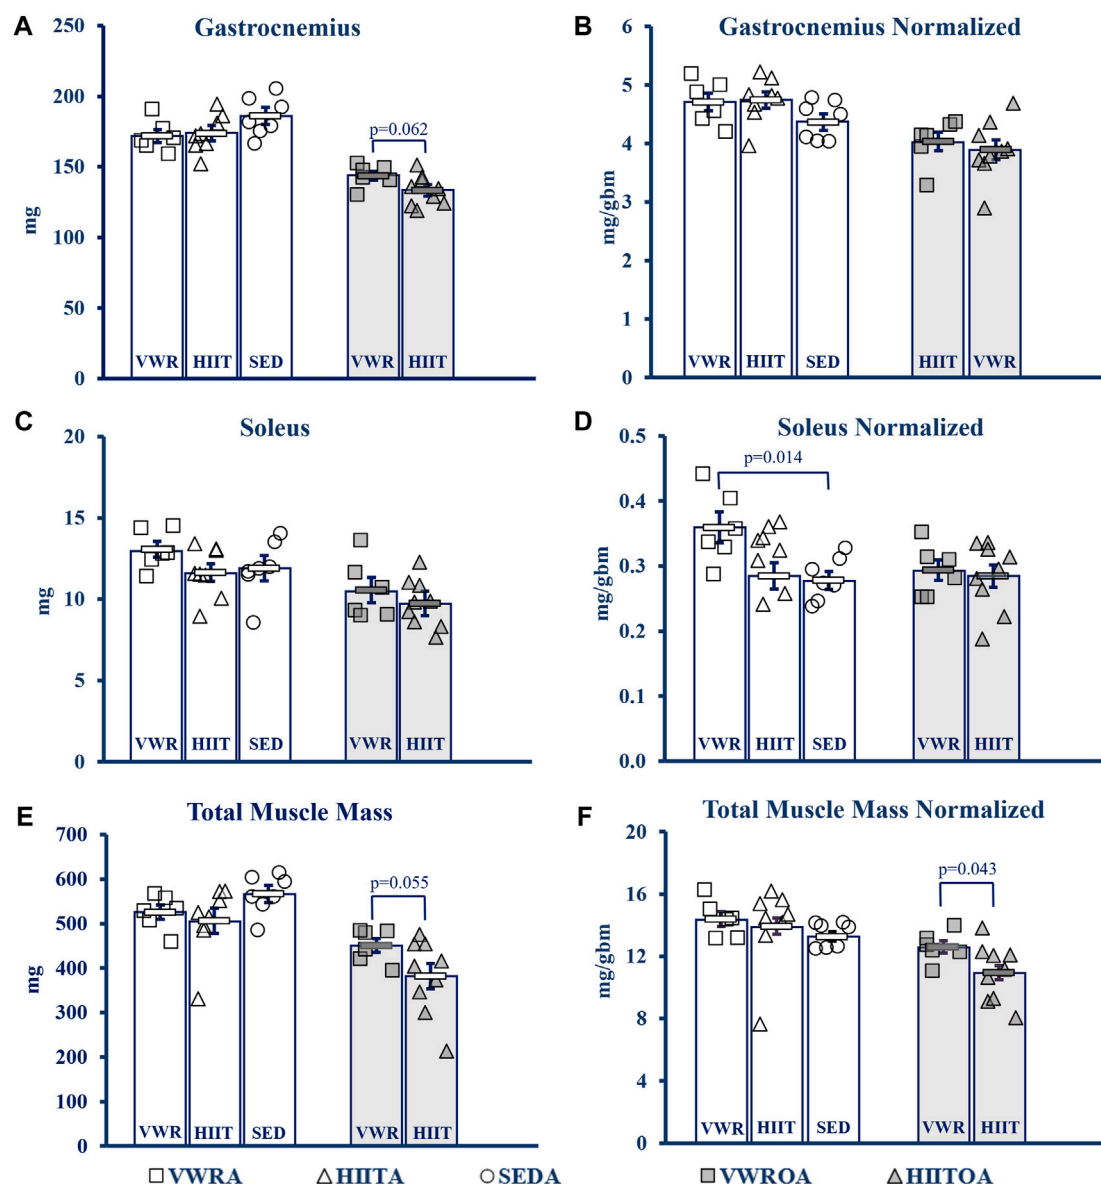 A
Gastrocnemius
mg
250
200
150
100
50
0
p=0.062
VWR HIIT SED VWR HIIT
B
Gastrocnemius Normalized
mg/gbm
6
5
4
3
2
1
0
VWR HIIT SED HIIT VWR
C
Soleus
mg
20
15
10
5
0
VWR HIIT SED VWR HIIT
D
Soleus Normalized
mg/gbm
0.5
0.4
0.3
0.2
0.1
0.0
p=0.014
VWR HIIT SED VWR HIIT
E
Total Muscle Mass
mg
700
600
500
400
300
200
100
0
p=0.055
VWR HIIT SED VWR HIIT
F
Total Muscle Mass Normalized
mg/gbm
20
16
12
8
4
0
p=0.043
VWR HIIT SED VWR HIIT
VWRA HIITA SEDA VWROA HIITOA